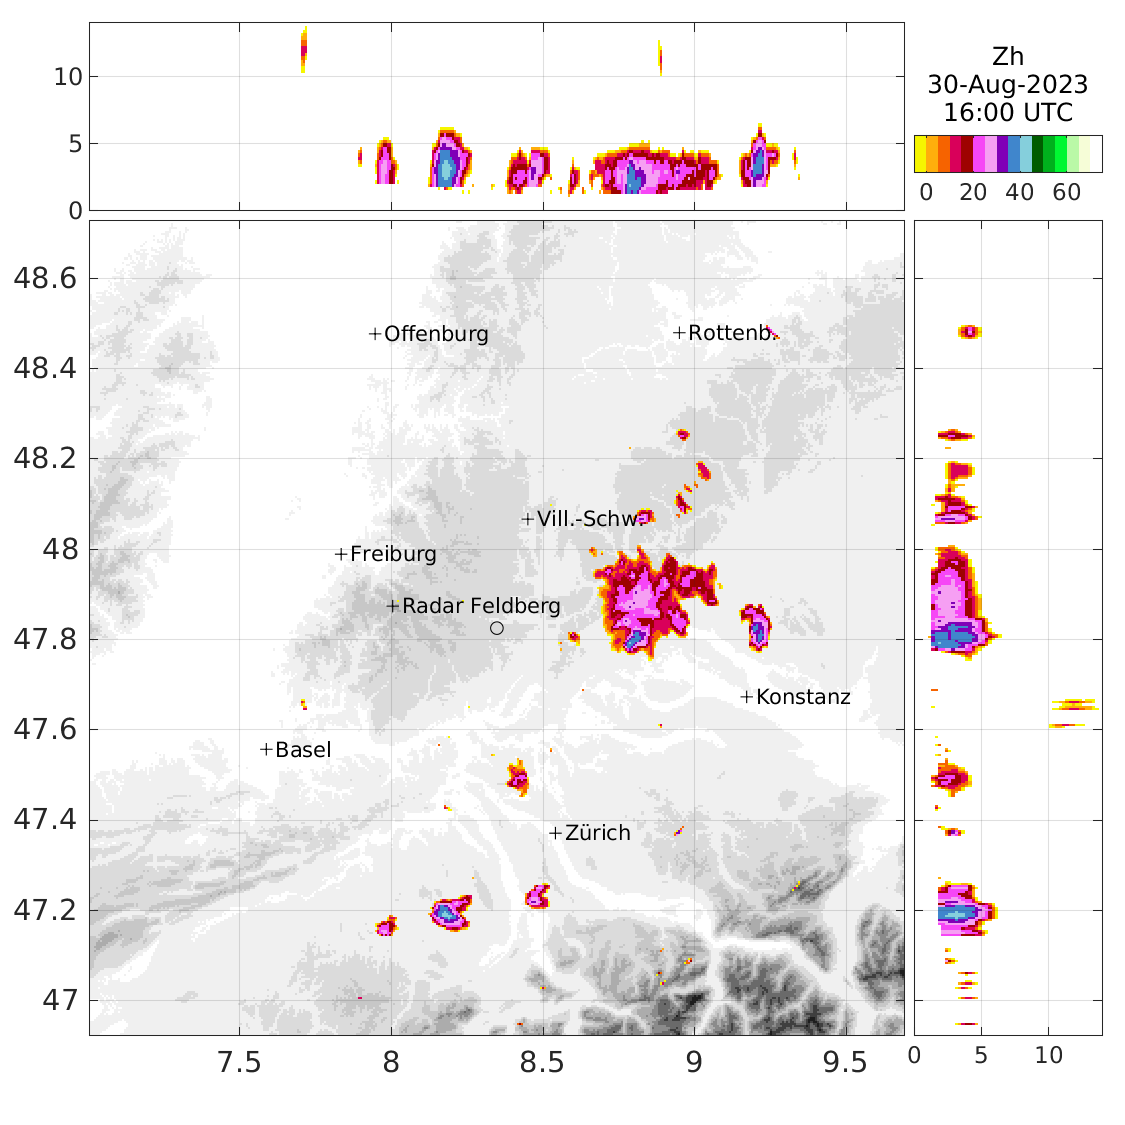 10
5
0
Zh
30-Aug-2023
16:00 UTC
0 20 40 60
48.6
48.4
48.2
48
47.8
47.6
47.4
47.2
47
+Offenburg
+Rottenb.
+Vill.-Schw.
+Freiburg
+Radar Feldberg
+Konstanz
+Basel
+Zürich
7.5 8 8.5 9 9.5
0 5 10